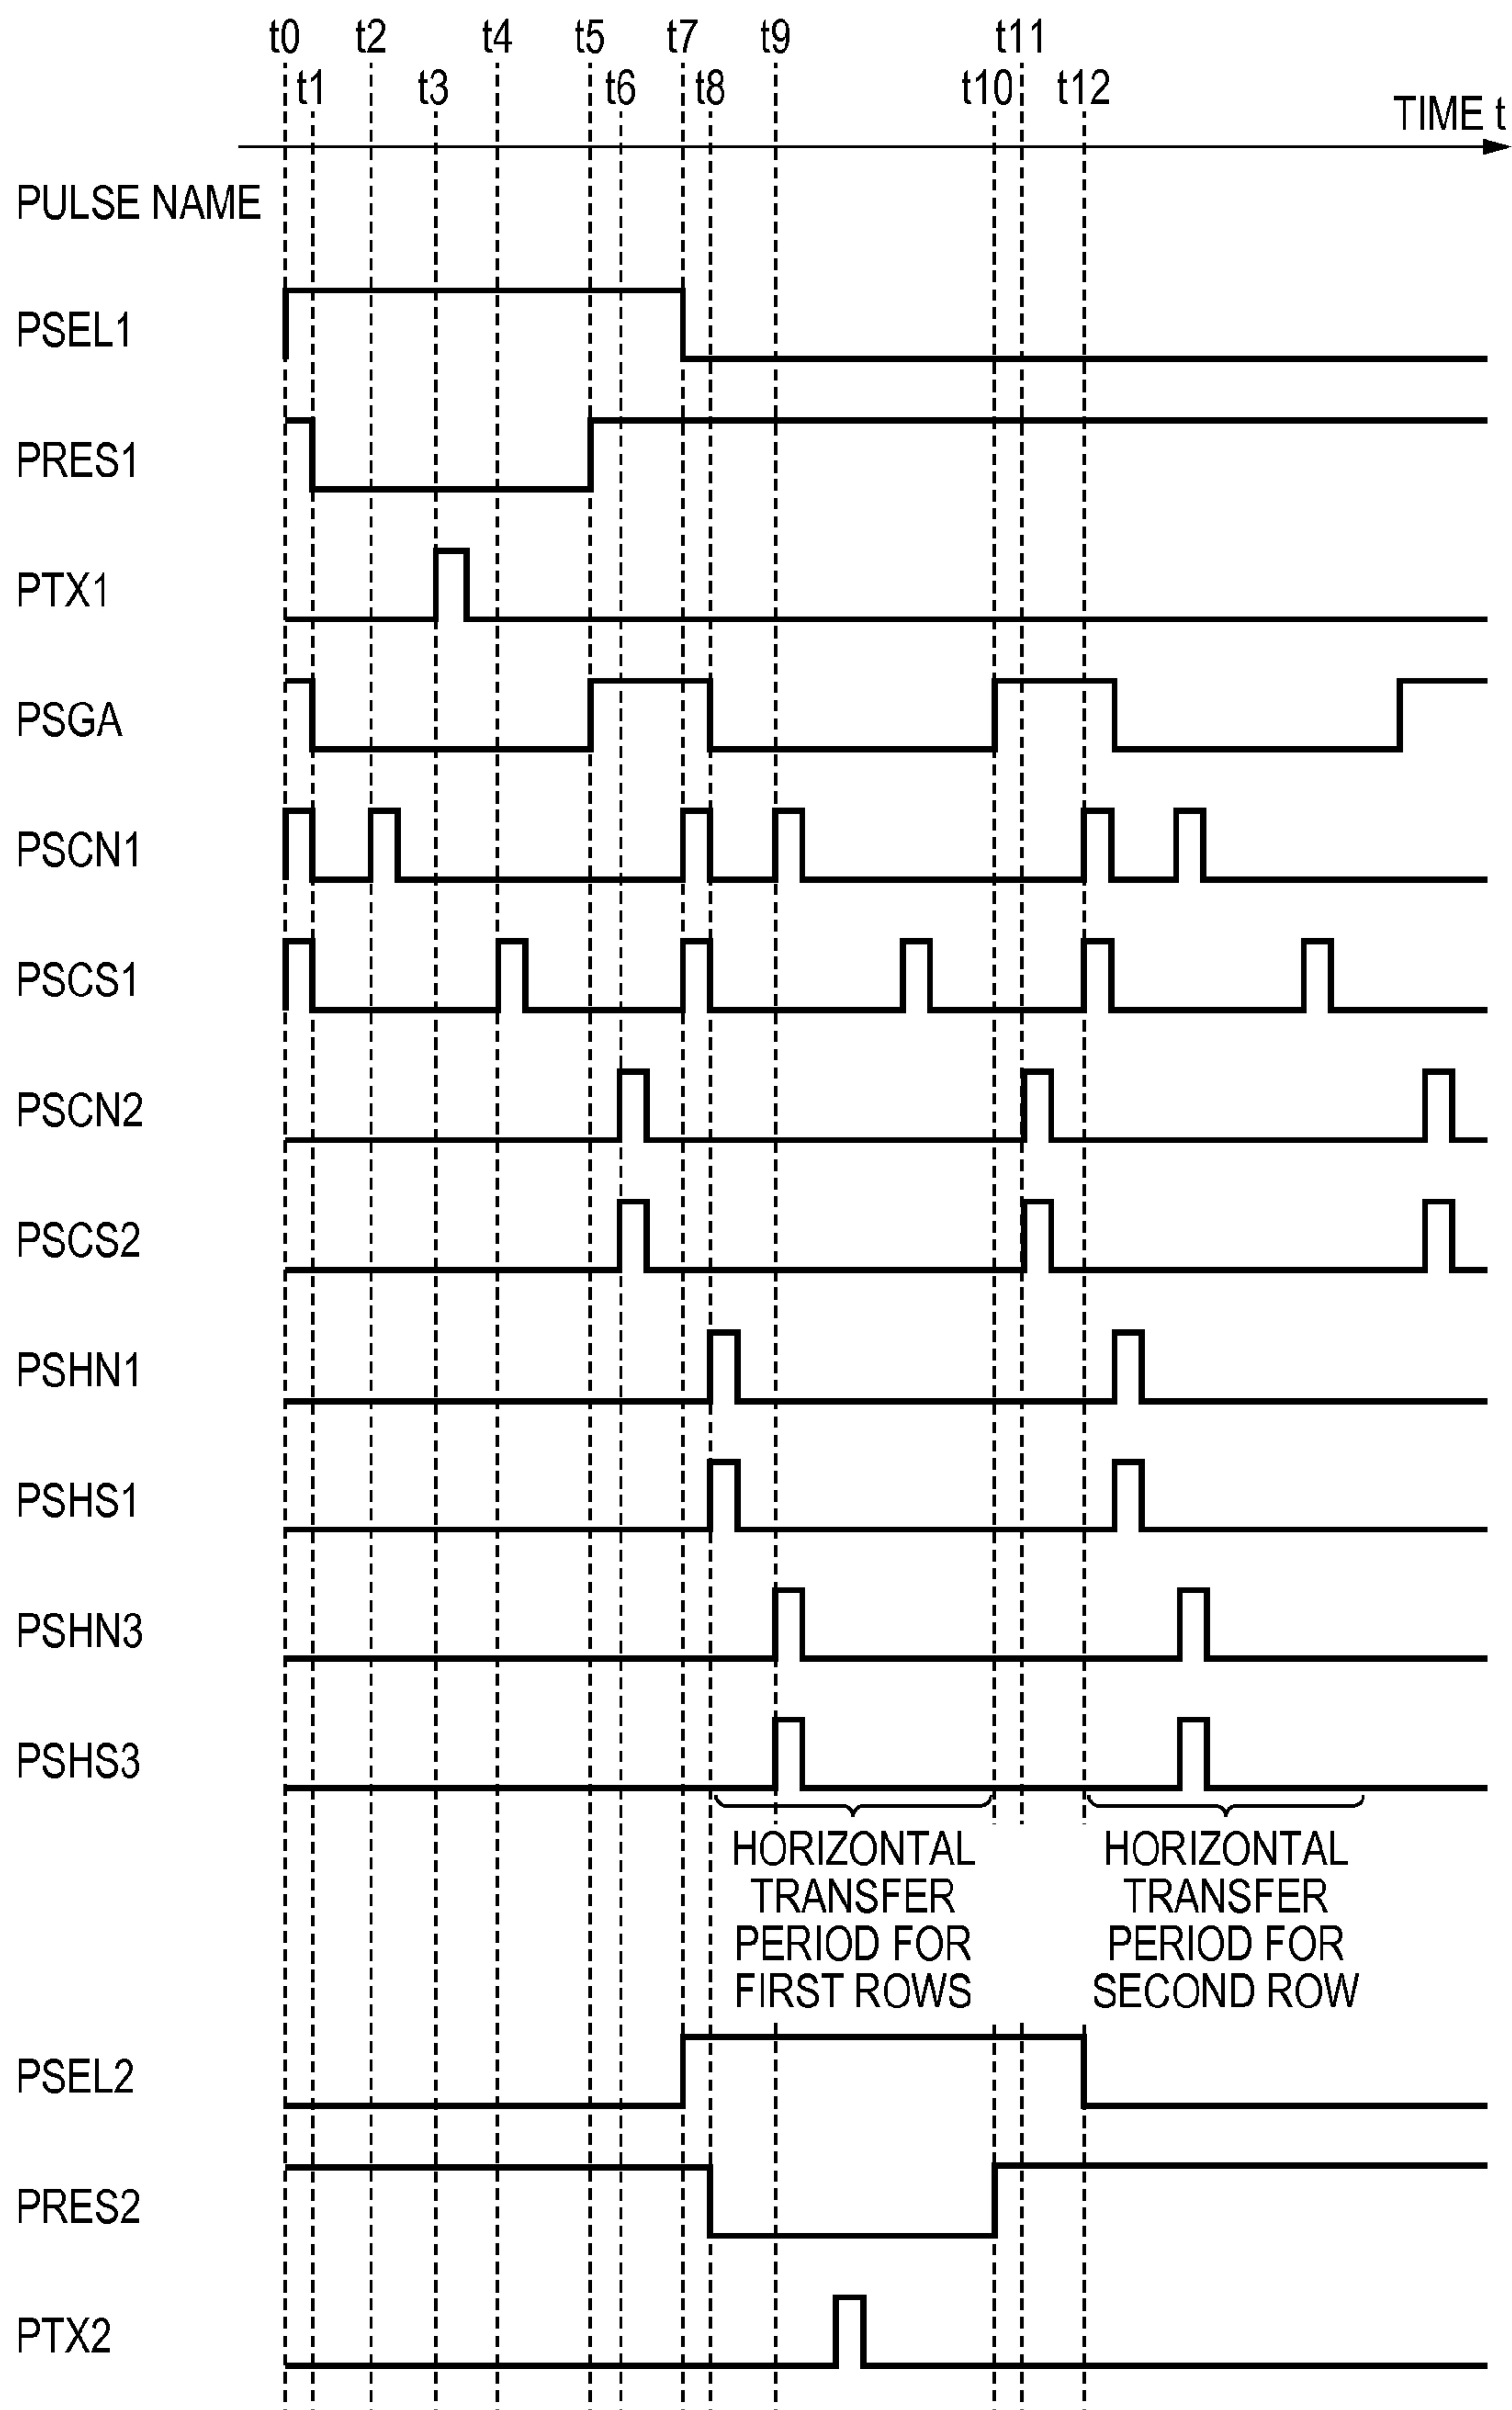 t0 t2 t4 t5 t7 t9 t11
t1 t3 t6 t8 t10 t12
TIME t
PULSE NAME
PSEL1
PRES1
PTX1
PSGA
PSCN1
PSCS1
PSCN2
PSCS2
PSHN1
PSHS1
PSHN3
PSHS3
HORIZONTAL
TRANSFER
PERIOD FOR
FIRST ROWS
HORIZONTAL
TRANSFER
PERIOD FOR
SECOND ROW
PSEL2
PRES2
PTX2